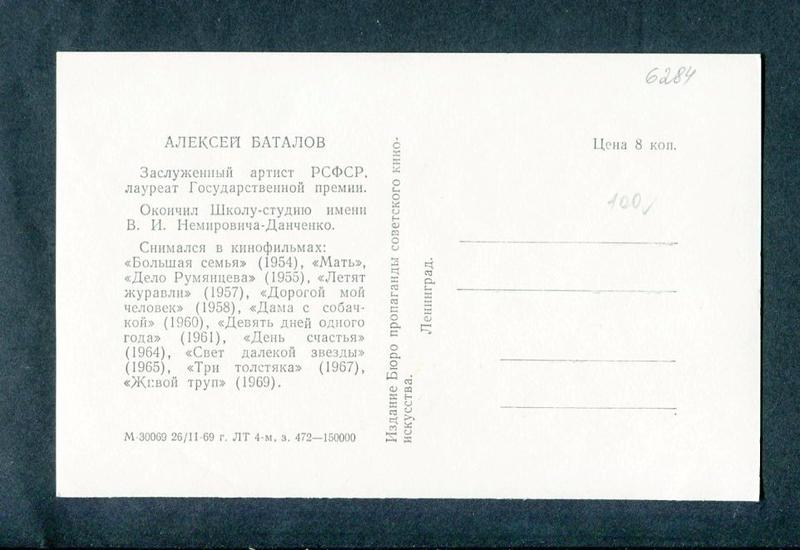 6284
АЛЕКСЕЙ БАТАЛОВ
Заслуженный артист РСФСР,
лауреат Государственной премии.
Окончил Школу-студию имени
В. И. Немировича-Данченко.
Снимался в кинофильмах:
«Большая семья» (1954), «Мать»,
«Дело Румянцева» (1955), «Летят
журавли» (1957), «Дорогой мой
человек» (1958), «Дама с собач-
кой» (1960), «Девять дней одного
года» (1961), «День счастья»
(1964), «Свет далекой звезды»
(1965), «Три толстяка» (1967),
«Живой труп» (1969).
М-30069 26/II-69 г. ЛТ 4-м, з. 472—150000
Издание Бюро пропаганды советского кино-
искусства.
Ленинград.
Цена 8 коп.
100